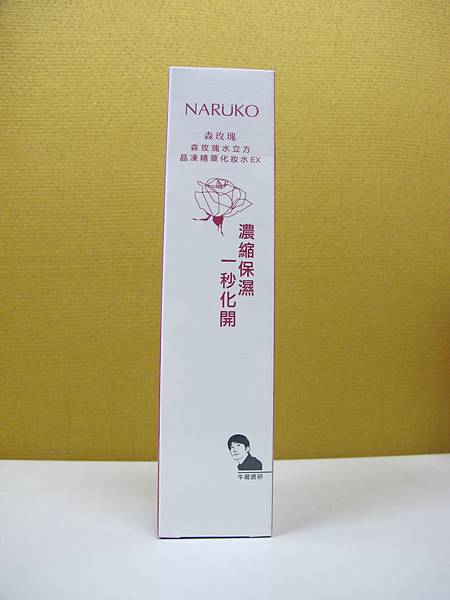 NARÜKO
森玫瑰
森玫瑰水立方
晶凍精華化妝水EX
濃縮保濕
一秒化開
牛爾親研